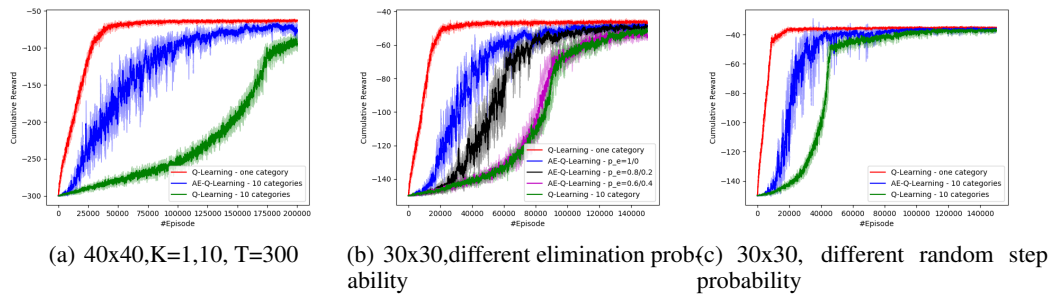 Cumulative Reward
−50
−100
−150
−200
−250
−300
Q-Learning - one category
AE-Q-Learning - 10 categories
Q-Learning - 10 categories
0 25000 50000 75000 100000 125000 150000 175000 200000
#Episode
(a) 40x40,K=1,10, T=300
Cumulative Reward
−40
−60
−80
−100
−120
−140
Q-Learning - one category
AE-Q-Learning - p_e=1/0
AE-Q-Learning - p_e=0.8/0.2
AE-Q-Learning - p_e=0.6/0.4
Q-Learning - 10 category
0 20000 40000 60000 80000 100000 120000 140000
#Episode
(b) 30x30,different elimination prob-
ability
Cumulative Reward
−40
−60
−80
−100
−120
−140
Q-Learning - one category
AE-Q-Learning - 10 categories
Q-Learning - 10 categories
0 20000 40000 60000 80000 100000 120000 140000
#Episode
(c) 30x30, different random step
probability